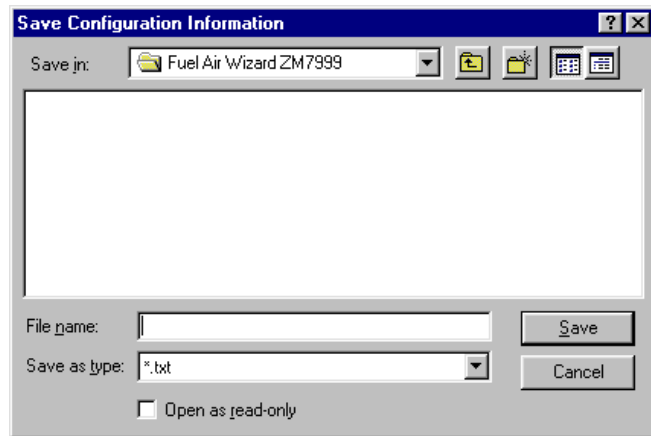 Save Configuration Information
Save in: Fuel Air Wizard ZM7999
File name: Save
Save as type: *.txt Cancel
Open as read-only